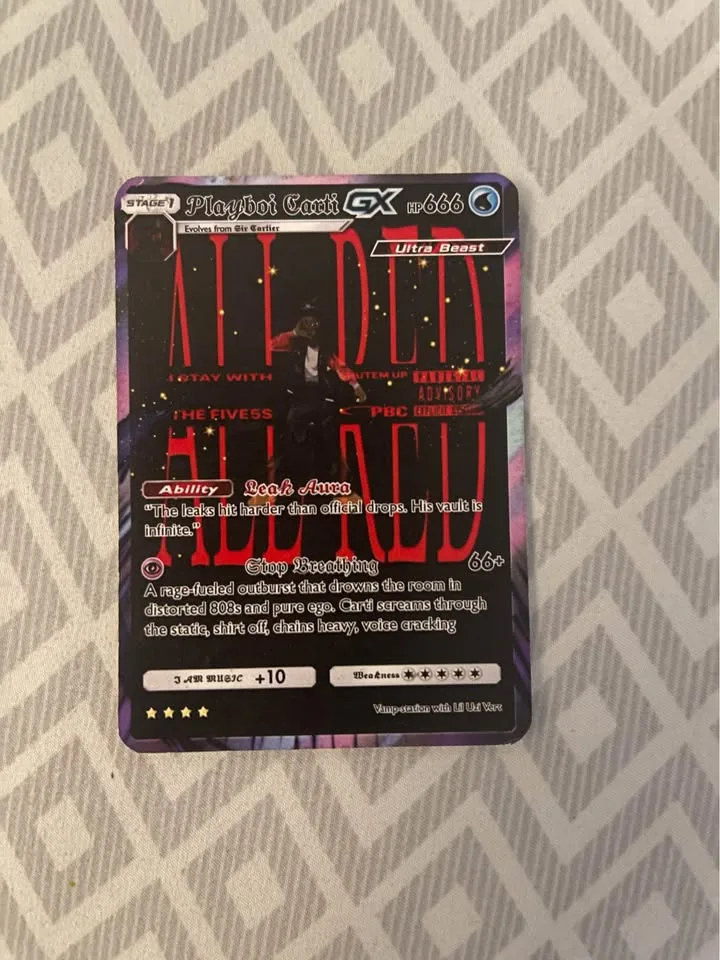 STAGE 1 Playboi Carti GX HP666
Evolves from Sir Cartier
Ultra Beast
ALL RED
I STAY WITH PUTEM UP PARENTAL
ADVISORY
THE FIVE5S PBC EXPLICIT
ALL RED
Ability Leak Aura
“The leaks hit harder than official drops. His vault is
infinite.”
Stop Breathing 66+
A rage-fueled outburst that drowns the room in
distorted 808s and pure ego. Carti screams through
the static, shirt off, chains heavy, voice cracking
I AM MUSIC +10
Weakness
Vamp-starion with Lil Uzi Vert